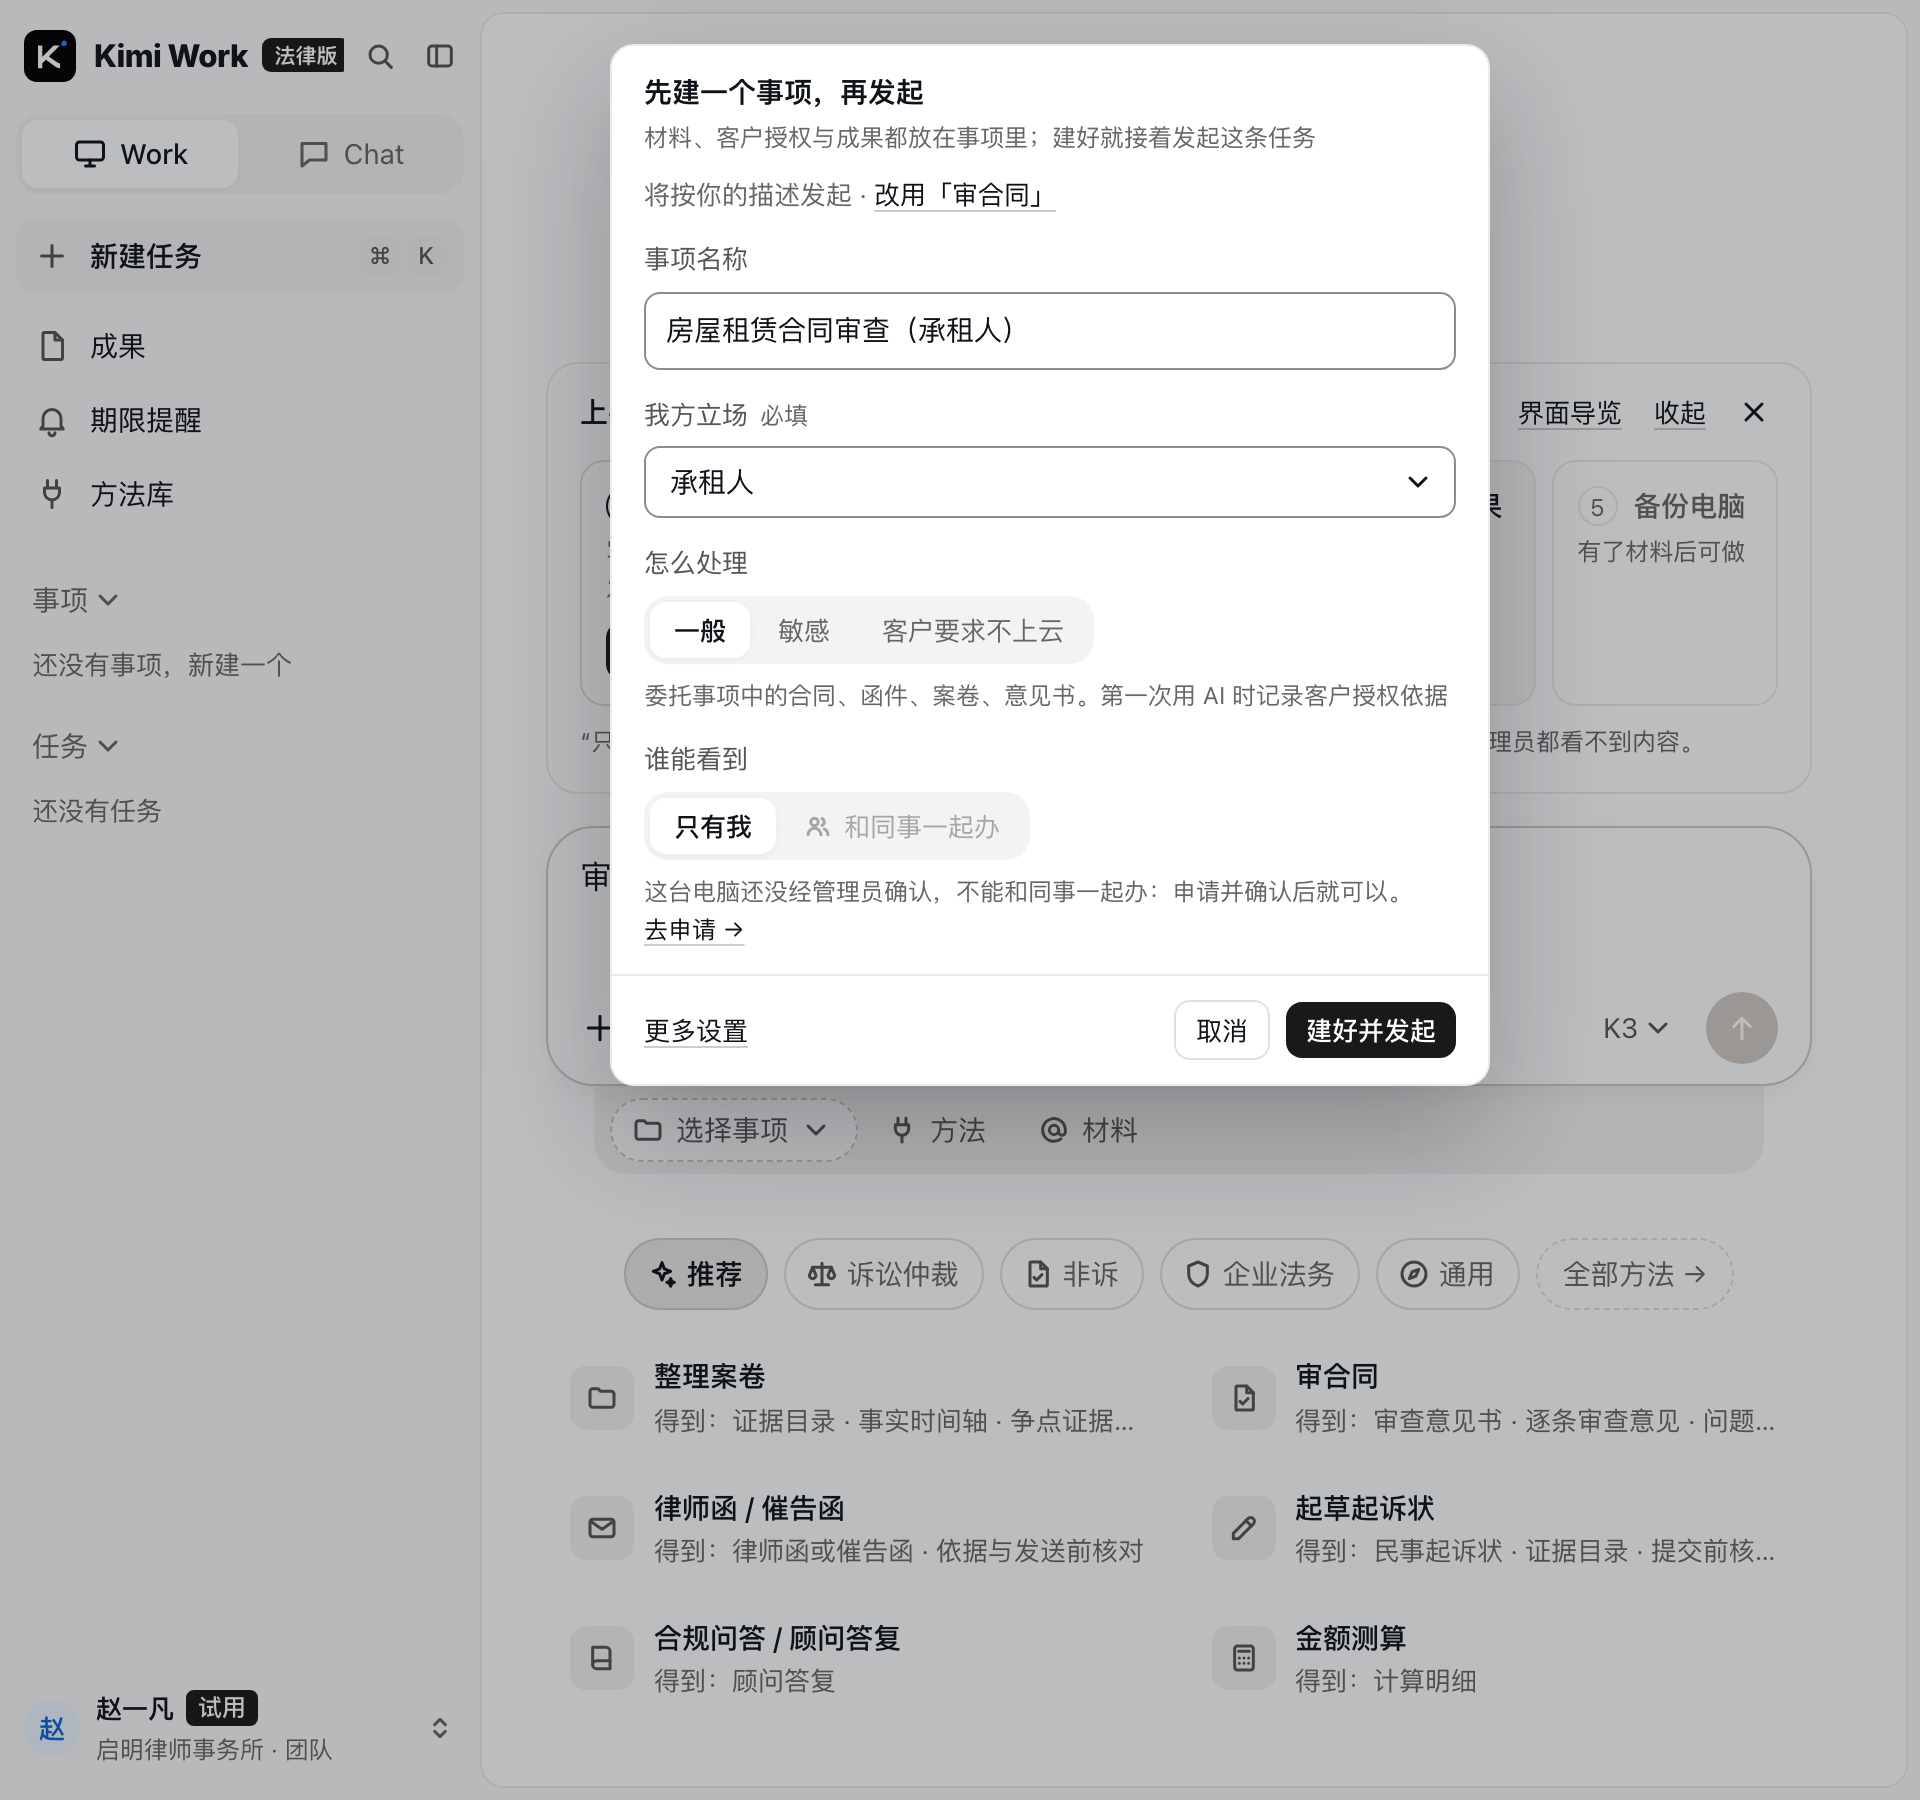 Kimi Work 法律版
Work
Chat
新建任务 ⌘ K
成果
期限提醒
方法库
事项
还没有事项，新建一个
任务
还没有任务
赵
赵一凡 试用
启明律师事务所 · 团队
先建一个事项，再发起
材料、客户授权与成果都放在事项里；建好就接着发起这条任务
将按你的描述发起 · 改用「审合同」
事项名称
房屋租赁合同审查（承租人）
我方立场 必填
承租人
怎么处理
一般
敏感
客户要求不上云
委托事项中的合同、函件、案卷、意见书。第一次用 AI 时记录客户授权依据
谁能看到
只有我
和同事一起办
这台电脑还没经管理员确认，不能和同事一起办：申请并确认后就可以。
去申请 →
更多设置
取消
建好并发起
上
界面导览
收起
果
5 备份电脑
有了材料后可做
“只
理员都看不到内容。
审
K3
选择事项
方法
材料
推荐
诉讼仲裁
非诉
企业法务
通用
全部方法 →
整理案卷
得到：证据目录 · 事实时间轴 · 争点证据...
审合同
得到：审查意见书 · 逐条审查意见 · 问题...
律师函 / 催告函
得到：律师函或催告函 · 依据与发送前核对
起草起诉状
得到：民事起诉状 · 证据目录 · 提交前核...
合规问答 / 顾问答复
得到：顾问答复
金额测算
得到：计算明细